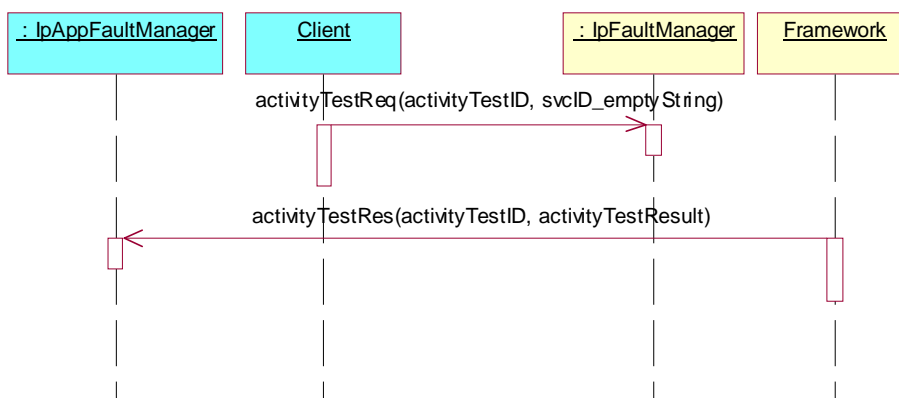 : IpAppFaultManager
Client
: IpFaultManager
Framework
activityTestReq(activityTestID, svcID_emptyString)
activityTestRes(activityTestID, activityTestResult)